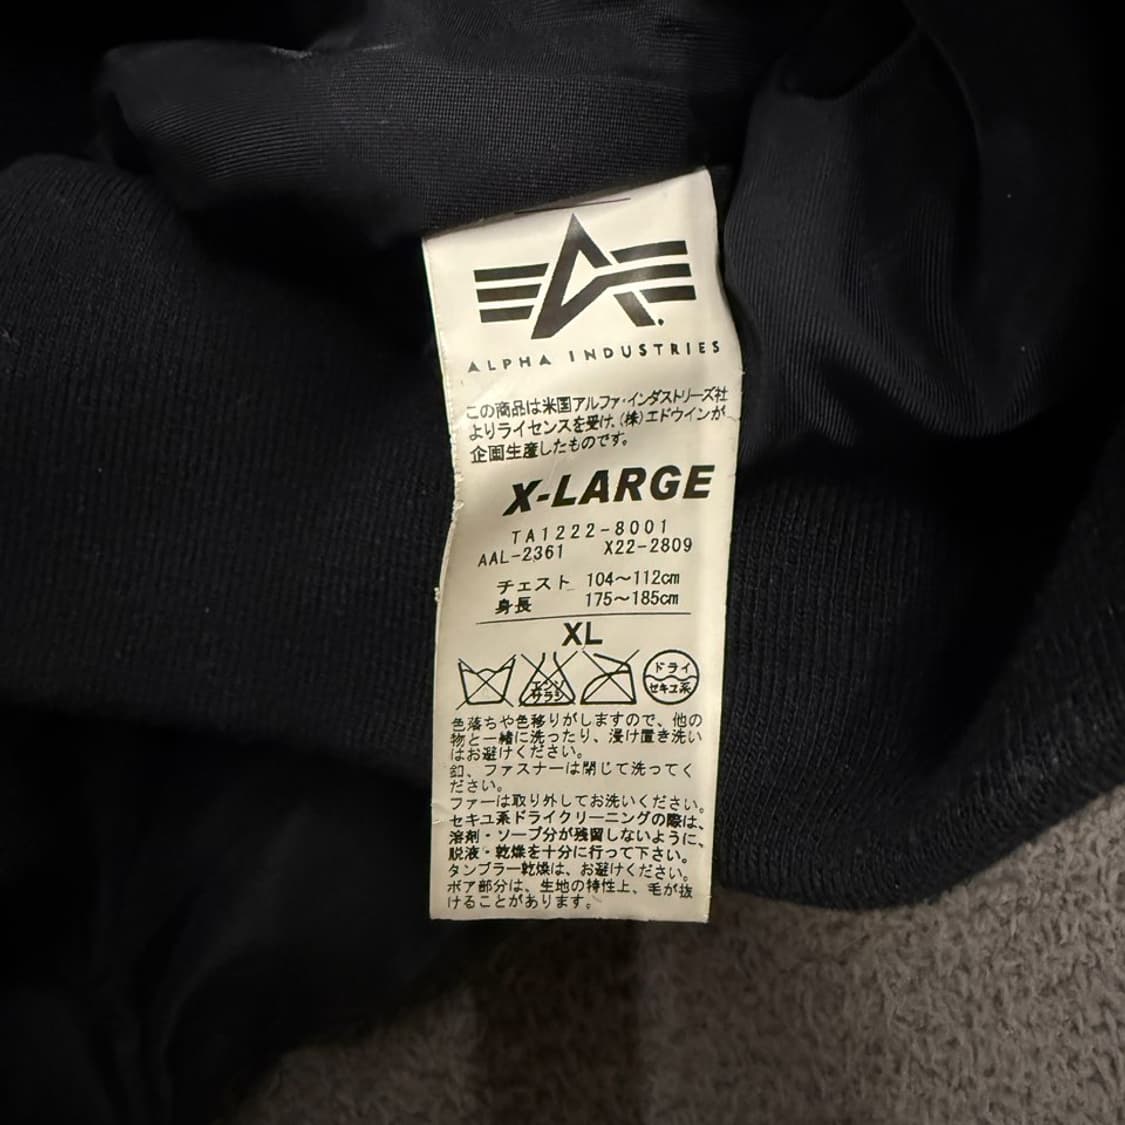 ALPHA INDUSTRIES
この商品は米国アルファ・インダストリーズ社
よりライセンスを受け、(株)エドウインが
企画生産したものです。
X-LARGE
TA1222-8001
AAL-2361 X22-2809
チェスト 104～112cm
身長 175～185cm
XL
エンソ
サラシ
ドライ
セキユ系
色落ちや色移りがしますので、他の
物と一緒に洗ったり、浸け置き洗い
はお避けください。
釦、ファスナーは閉じて洗ってく
ださい。
ファーは取り外してお洗いください。
セキユ系ドライクリーニングの際は、
溶剤・ソープ分が残留しないように、
脱液・乾燥を十分に行って下さい。
タンブラー乾燥は、お避けください。
ボア部分は、生地の特性上、毛が抜
けることがあります。